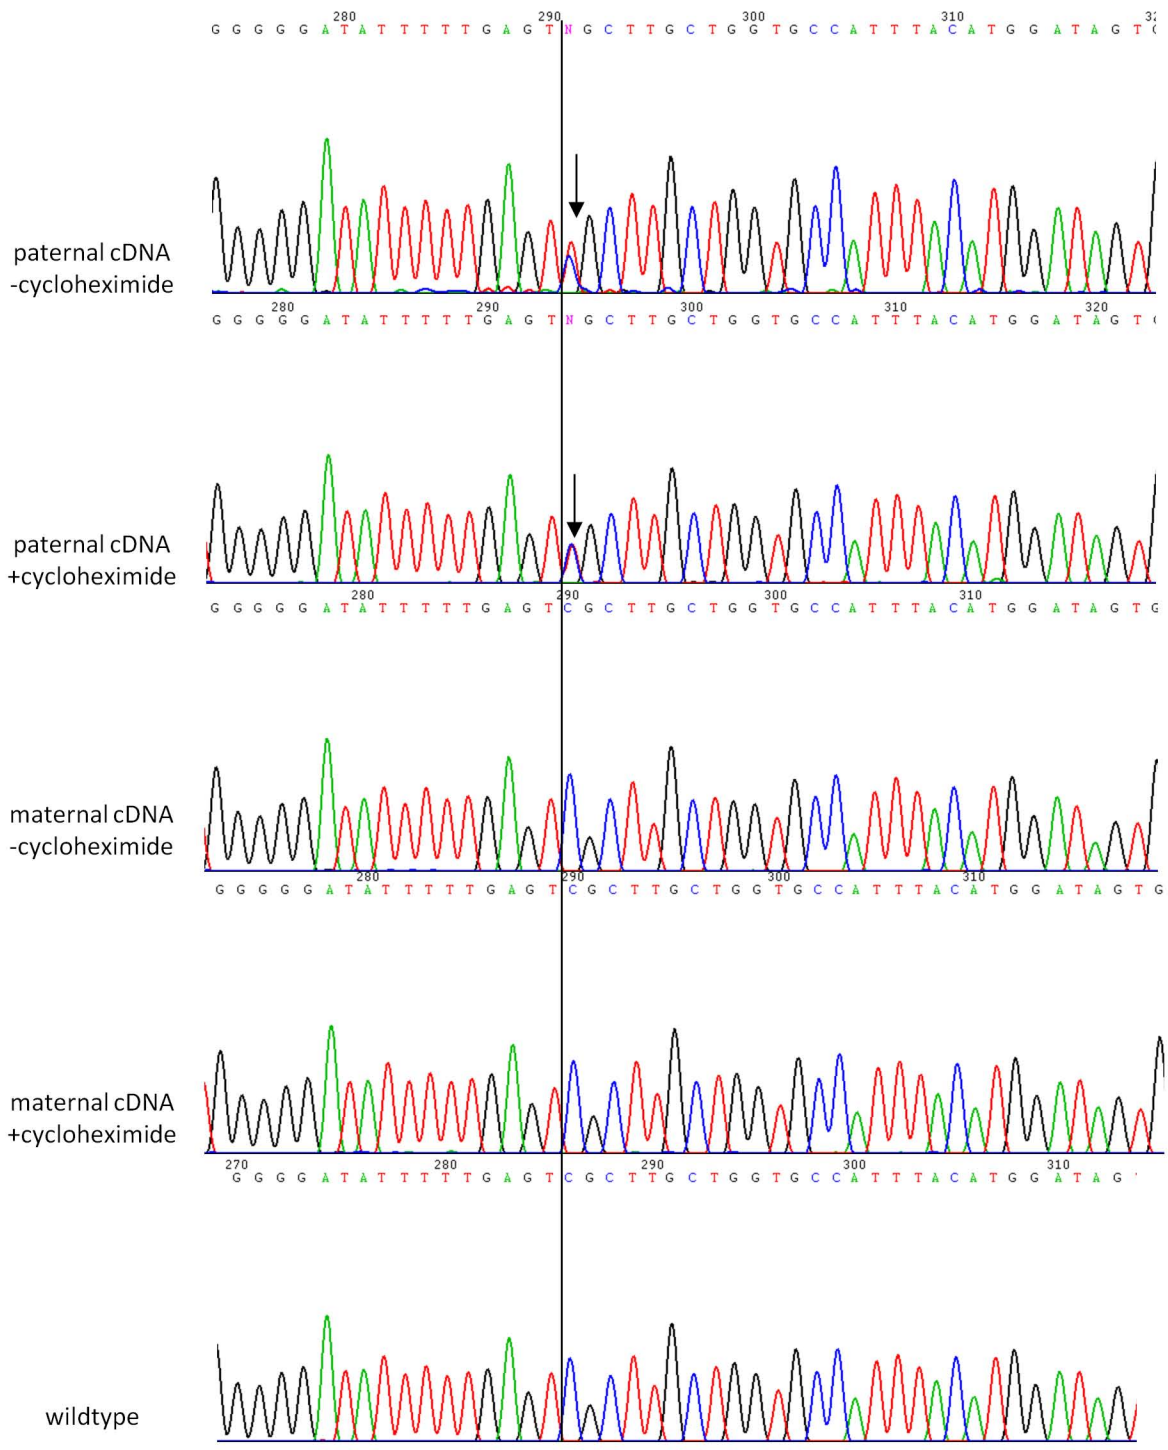 280 290 300 310 32
G G G G G A T A T T T T T G A G T N G C T T G C T G G T G C C A T T T A C A T G G A T A G T G
paternal cDNA
-cycloheximide
280 290 300 310 320
G G G G G A T A T T T T T G A G T N G C T T G C T G G T G C C A T T T A C A T G G A T A G T G
paternal cDNA
+cycloheximide
280 290 300 310
G G G G G A T A T T T T T G A G T C G C T T G C T G G T G C C A T T T A C A T G G A T A G T G
maternal cDNA
-cycloheximide
280 290 300 310
G G G G G A T A T T T T T G A G T C G C T T G C T G G T G C C A T T T A C A T G G A T A G T G
maternal cDNA
+cycloheximide
270 280 290 300 310
G G G G A T A T T T T T G A G T C G C T T G C T G G T G C C A T T T A C A T G G A T A G
wildtype